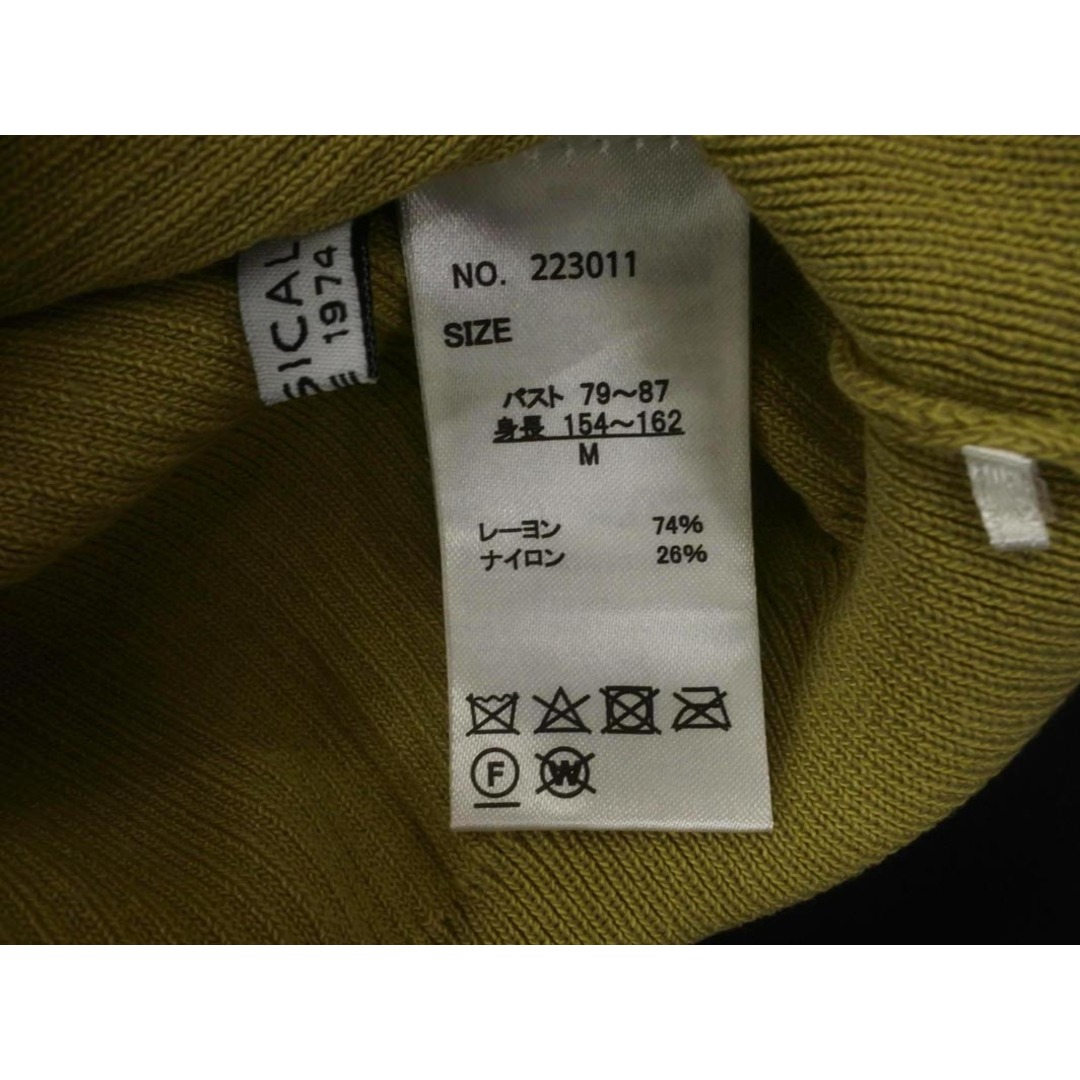 NO. 223011
SIZE
バスト 79〜87
身長 154〜162
M
レーヨン 74%
ナイロン 26%
F
W
SICAL
1974